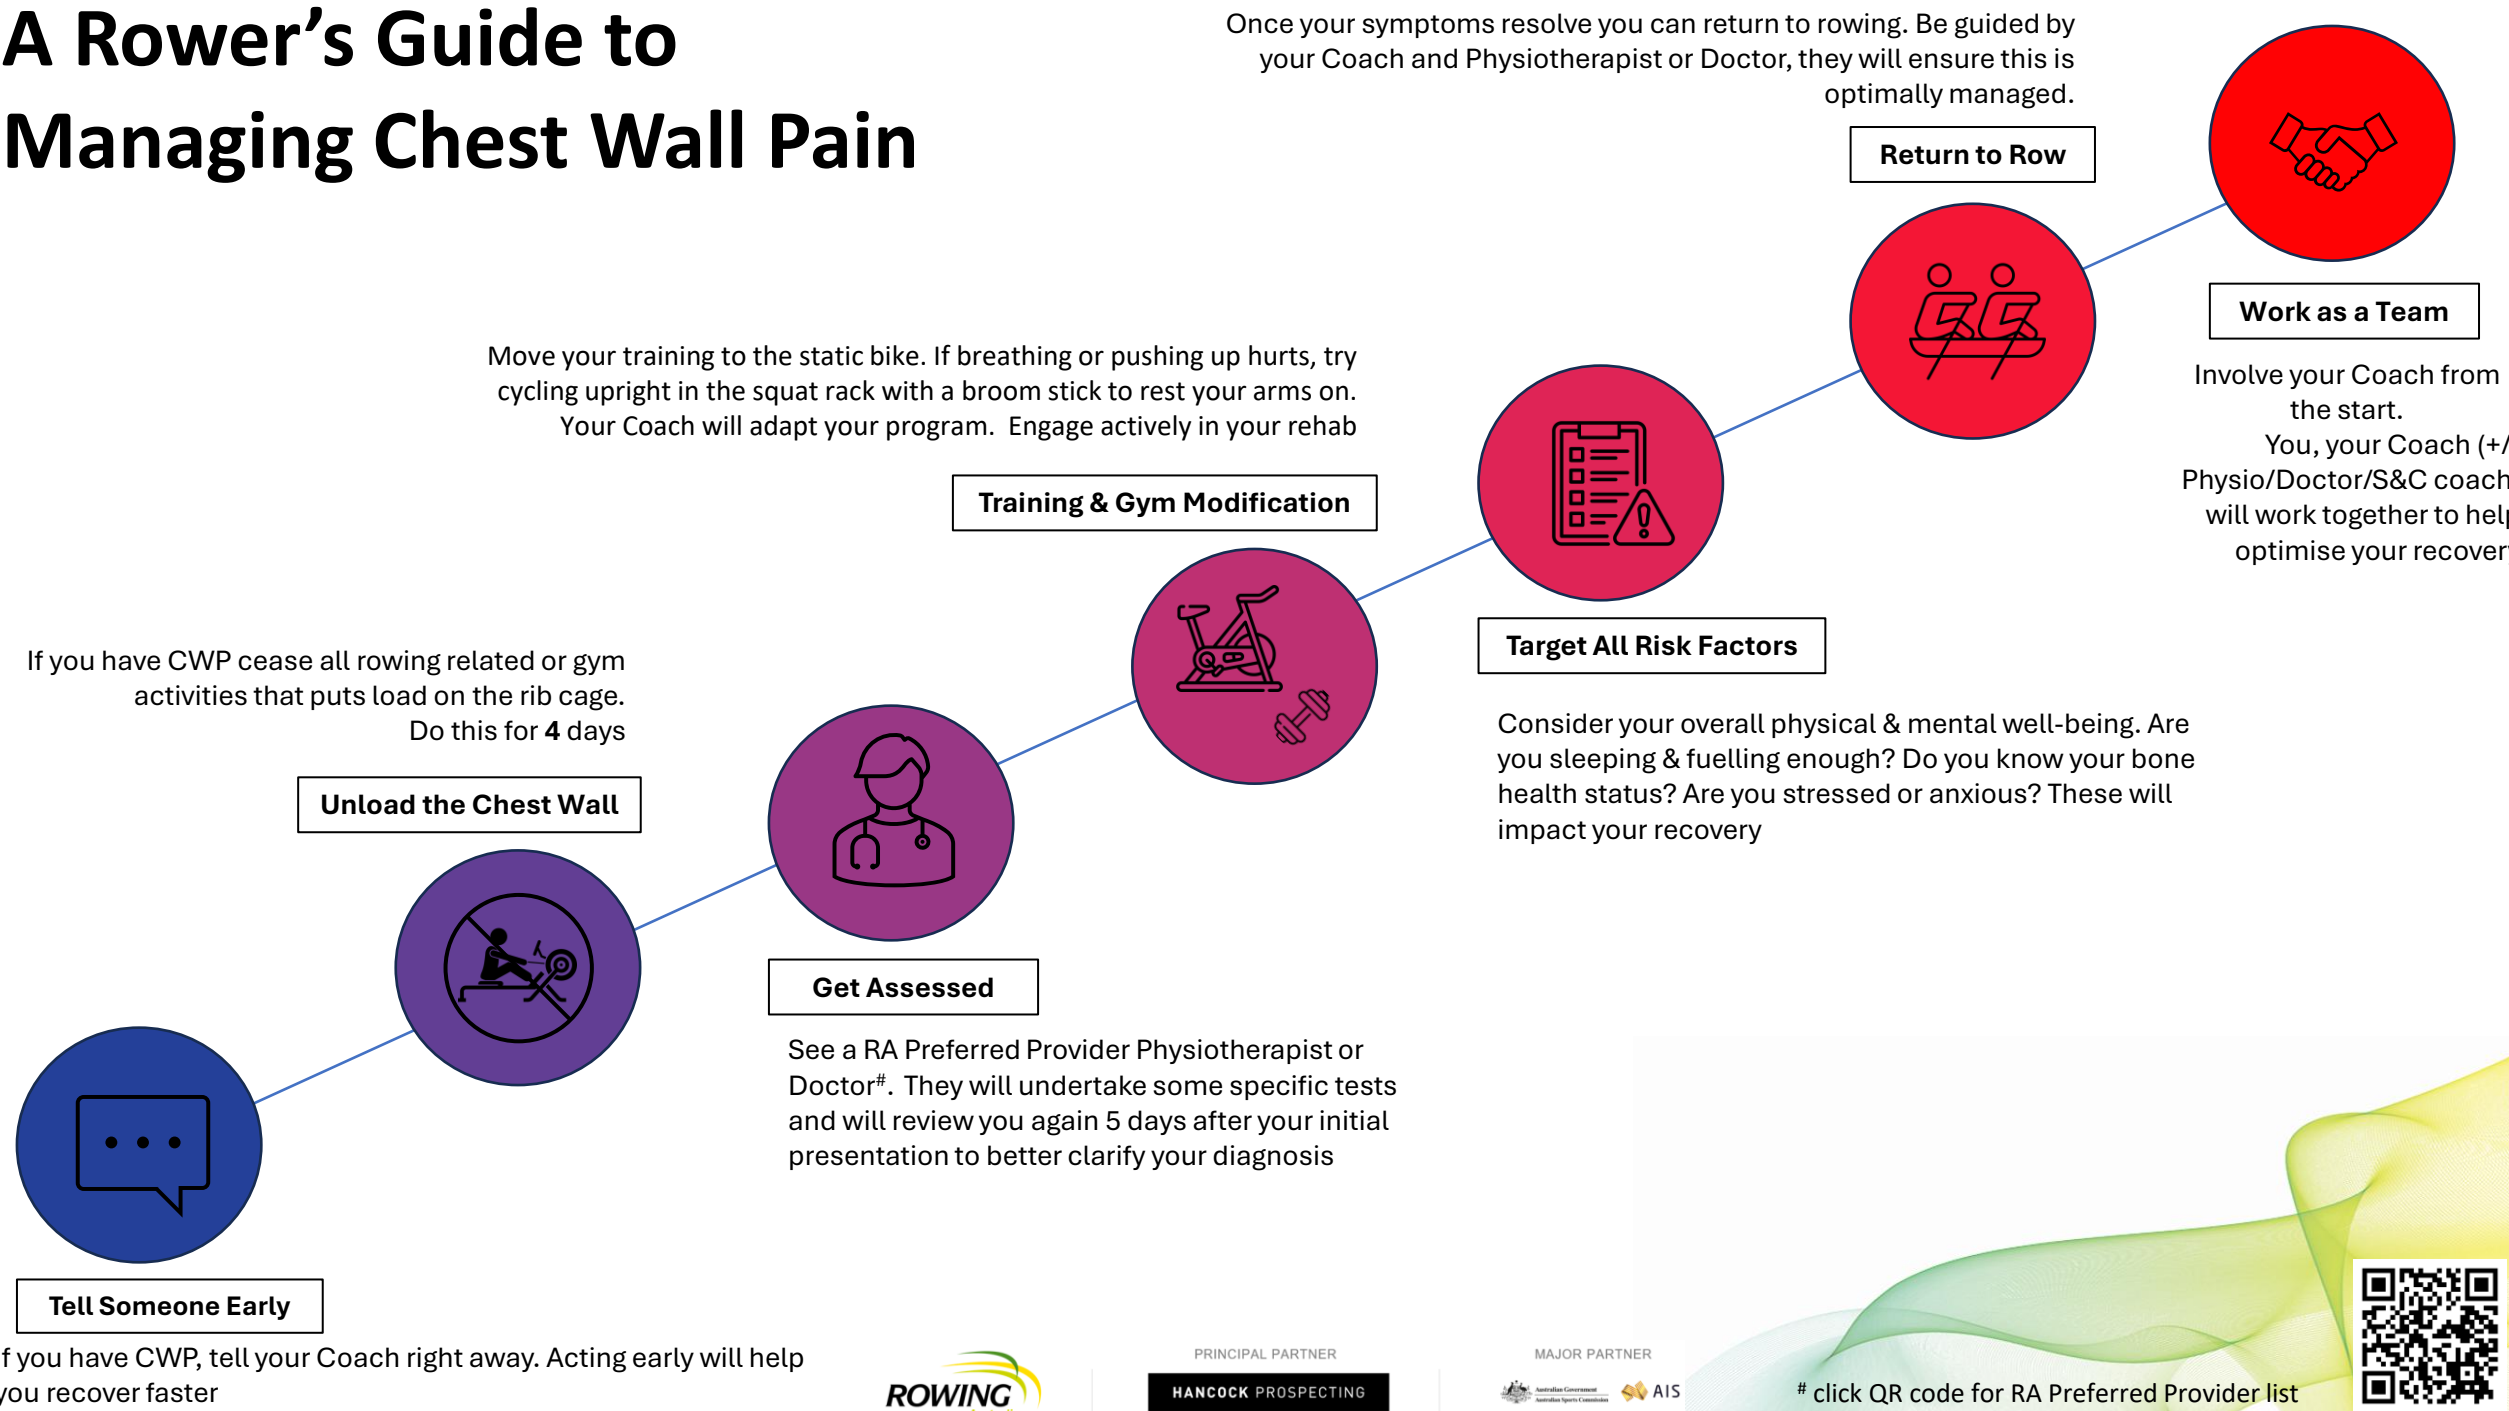 A Rower's Guide to
Managing Chest Wall Pain
Once your symptoms resolve you can return to rowing. Be guided by
your Coach and Physiotherapist or Doctor, they will ensure this is
optimally managed.
Return to Row
Work as a Team
Involve your Coach from
the start.
You, your Coach (+/
Physio/Doctor/S&C coach
will work together to help
optimise your recovery
Move your training to the static bike. If breathing or pushing up hurts, try
cycling upright in the squat rack with a broom stick to rest your arms on.
Your Coach will adapt your program.  Engage actively in your rehab
Training & Gym Modification
Target All Risk Factors
Consider your overall physical & mental well-being. Are
you sleeping & fuelling enough? Do you know your bone
health status? Are you stressed or anxious? These will
impact your recovery
If you have CWP cease all rowing related or gym
activities that puts load on the rib cage.
Do this for 4 days
Unload the Chest Wall
Get Assessed
See a RA Preferred Provider Physiotherapist or
Doctor#.  They will undertake some specific tests
and will review you again 5 days after your initial
presentation to better clarify your diagnosis
Tell Someone Early
f you have CWP, tell your Coach right away. Acting early will help
you recover faster
ROWING
PRINCIPAL PARTNER
HANCOCK PROSPECTING
MAJOR PARTNER
Australian Government
Australian Sports Commission
AIS
# click QR code for RA Preferred Provider list